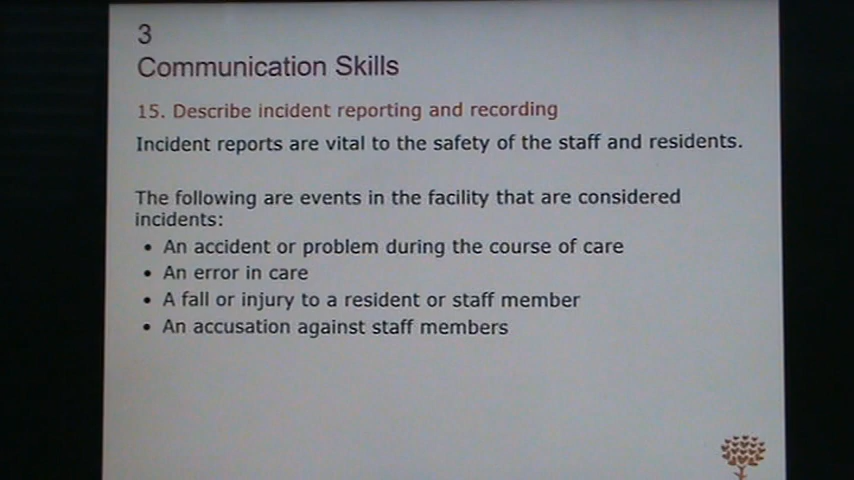 3
Communication Skills
15. Describe incident reporting and recording
Incident reports are vital to the safety of the staff and residents.
The following are events in the facility that are considered
incidents:
• An accident or problem during the course of care
• An error in care
• A fall or injury to a resident or staff member
• An accusation against staff members